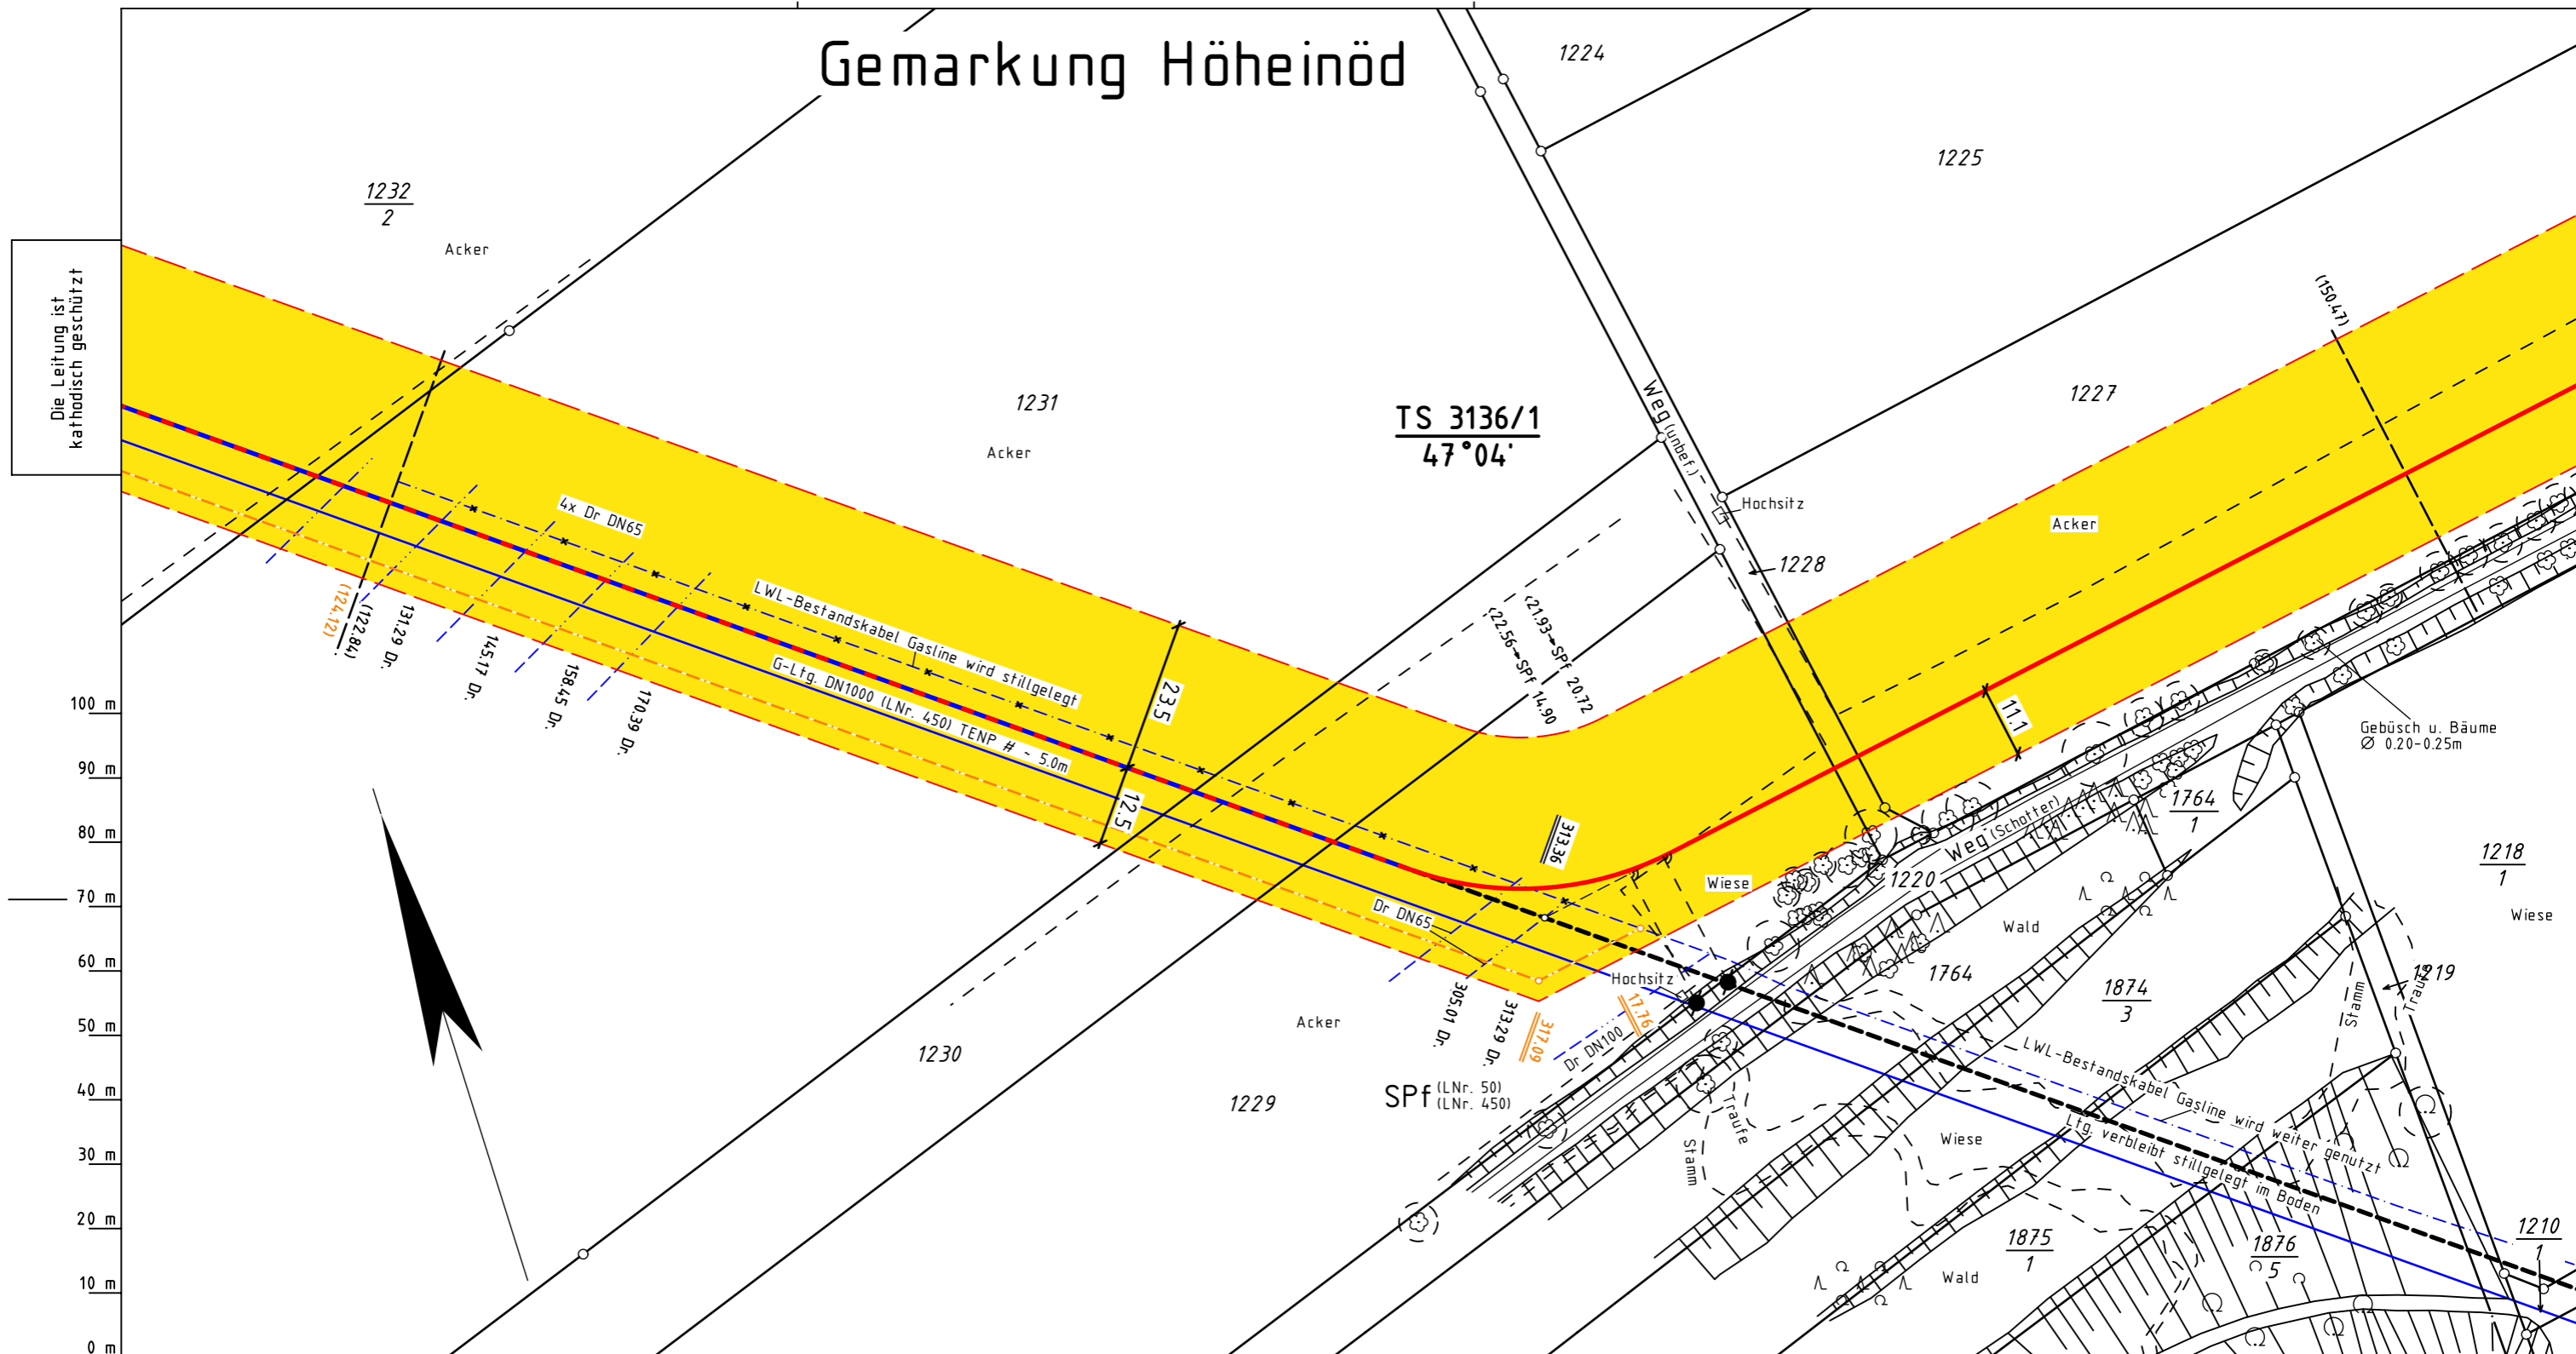 Gemarkung Höheinöd
1224
1225
1232
2
Acker
Die Leitung ist
kathodisch geschützt
1231
Acker
TS 3136/1
47°04'
Weg (unbef.)
Hochsitz
1228
1227
(150.47)
Acker
4x Dr DN65
LWL-Bestandskabel Gasline wird stillgelegt
G-Ltg. DN1000 (LNr. 450) TENP # - 5.0m
(124.12)
(122.84)
131.29 Dr.
145.17 Dr.
158.45 Dr.
170.39 Dr.
23.5
12.5
<21.93→SPf 20.72
<22.56→SPf 14.90
11.1
Gebüsch u. Bäume
Ø 0.20-0.25m
313.36
Wiese
Weg (Schotter)
1220
1764
1
1218
1
Wiese
Dr DN65
Hochsitz
Wald
1764
1874
3
1219
Stamm
Traufe
305.01 Dr.
313.29 Dr.
317.09
17.76
Dr DN100
Acker
1230
1229
SPf (LNr. 50)
(LNr. 450)
Stamm
Traufe
LWL-Bestandskabel Gasline wird weiter genutzt
Ltg. verbleibt stillgelegt im Boden
Wiese
1875
1
Wald
1876
5
1210
1
100 m
90 m
80 m
70 m
60 m
50 m
40 m
30 m
20 m
10 m
0 m